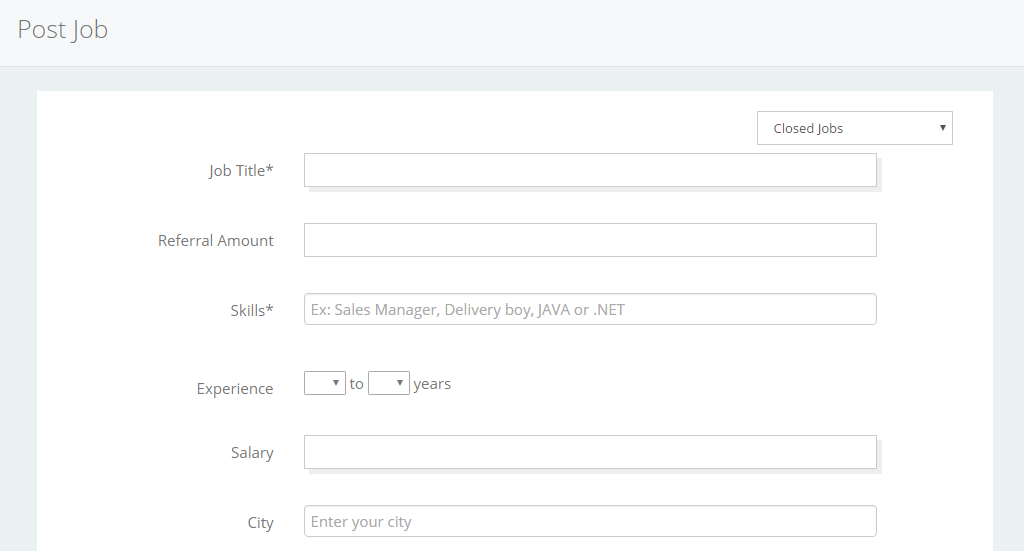 Post Job
Closed Jobs
Job Title*
Referral Amount
Skills* Ex: Sales Manager, Delivery boy, JAVA or .NET
Experience to years
Salary
City Enter your city